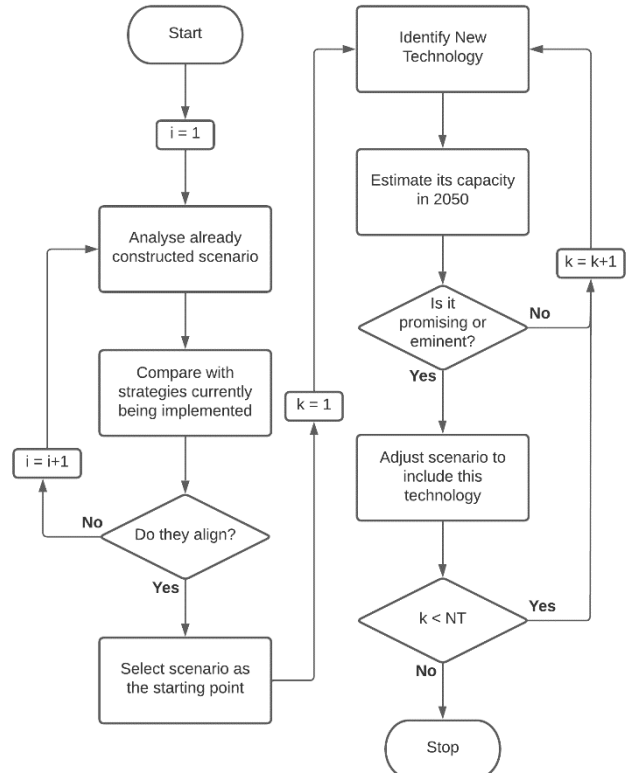 Start
i = 1
Analyse already
constructed scenario
Compare with
strategies currently
being implemented
i = i+1
No
Do they align?
Yes
Select scenario as
the starting point
k = 1
Identify New
Technology
Estimate its capacity
in 2050
k = k+1
Is it
promising or
eminent?
No
Yes
Adjust scenario to
include this
technology
k < NT
Yes
No
Stop